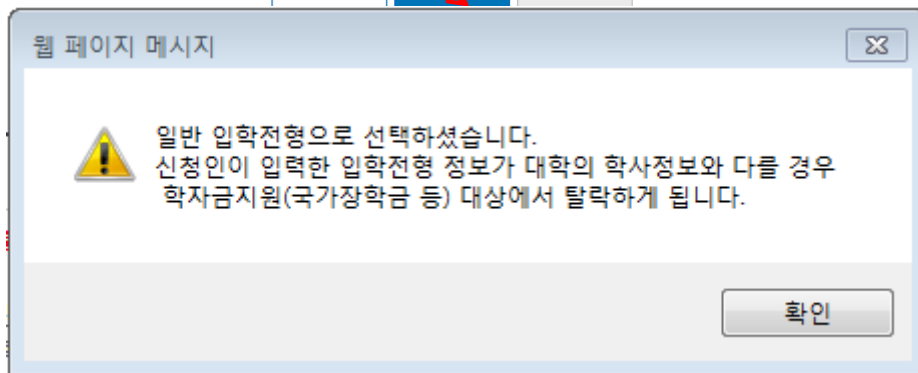 웹 페이지 메시지
일반 입학전형으로 선택하셨습니다.
신청인이 입력한 입학전형 정보가 대학의 학사정보와 다를 경우
학자금지원(국가장학금 등) 대상에서 탈락하게 됩니다.
확인